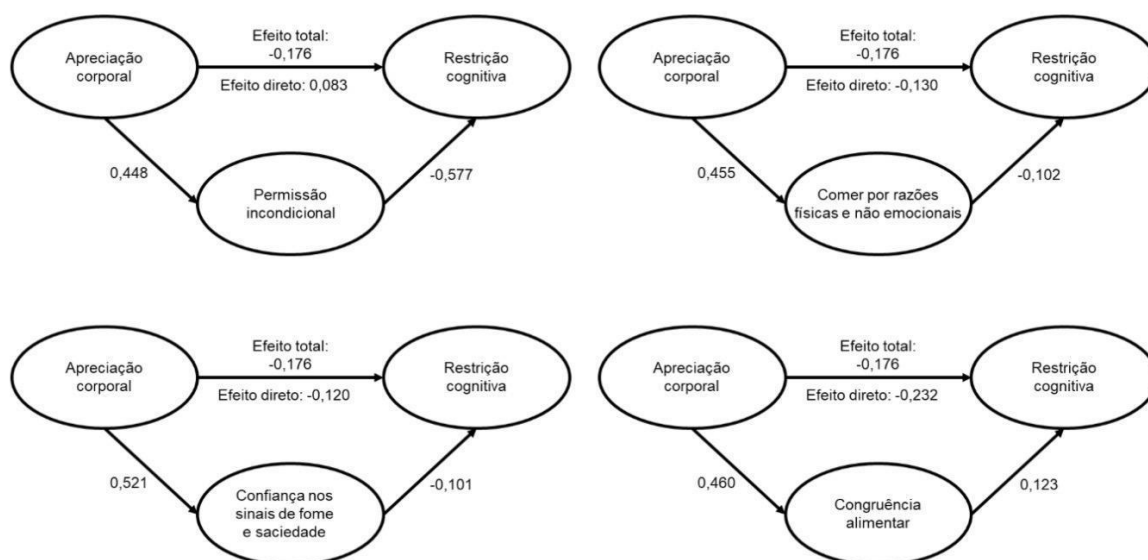 Apreciação
corporal
Efeito total:
-0,176
Efeito direto: 0,083
Restrição
cognitiva
0,448
Permissão
incondicional
-0,577
Apreciação
corporal
Efeito total:
-0,176
Efeito direto: -0,130
Restrição
cognitiva
0,455
Comer por razões
físicas e não emocionais
-0,102
Apreciação
corporal
Efeito total:
-0,176
Efeito direto: -0,120
Restrição
cognitiva
0,521
Confiança nos
sinais de fome
e saciedade
-0,101
Apreciação
corporal
Efeito total:
-0,176
Efeito direto: -0,232
Restrição
cognitiva
0,460
Congruência
alimentar
0,123